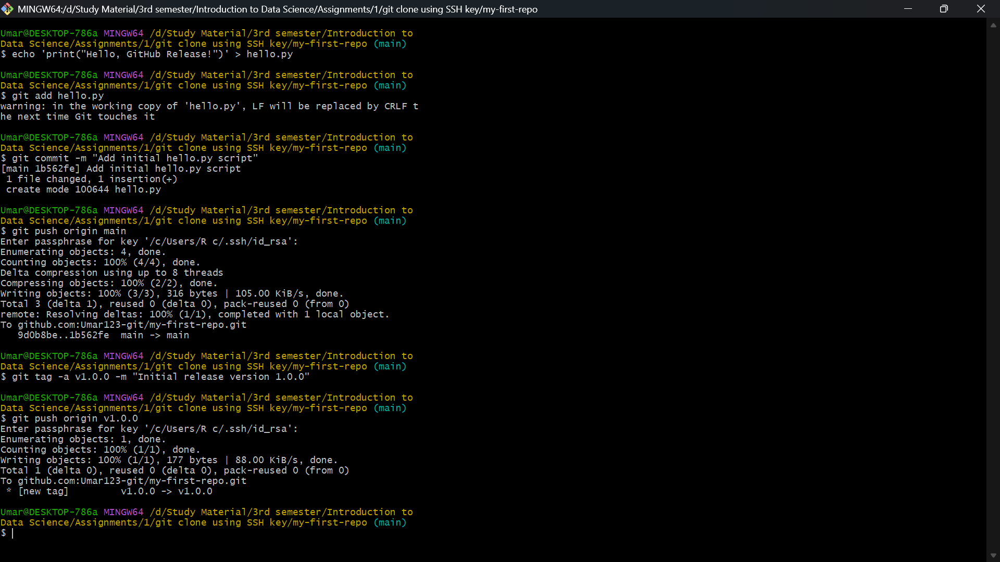 MINGW64:/d/Study Material/3rd semester/Introduction to Data Science/Assignments/1/git clone using SSH key/my-first-repo
Umar@DESKTOP-786a MINGW64 /d/Study Material/3rd semester/Introduction to
Data Science/Assignments/1/git clone using SSH key/my-first-repo (main)
$ echo 'print("Hello, GitHub Release!")' > hello.py
Umar@DESKTOP-786a MINGW64 /d/Study Material/3rd semester/Introduction to
Data Science/Assignments/1/git clone using SSH key/my-first-repo (main)
$ git add hello.py
warning: in the working copy of 'hello.py', LF will be replaced by CRLF t
he next time Git touches it
Umar@DESKTOP-786a MINGW64 /d/Study Material/3rd semester/Introduction to
Data Science/Assignments/1/git clone using SSH key/my-first-repo (main)
$ git commit -m "Add initial hello.py script"
[main 1b562fe] Add initial hello.py script
 1 file changed, 1 insertion(+)
 create mode 100644 hello.py
Umar@DESKTOP-786a MINGW64 /d/Study Material/3rd semester/Introduction to
Data Science/Assignments/1/git clone using SSH key/my-first-repo (main)
$ git push origin main
Enter passphrase for key '/c/Users/R c/.ssh/id_rsa':
Enumerating objects: 4, done.
Counting objects: 100% (4/4), done.
Delta compression using up to 8 threads
Compressing objects: 100% (2/2), done.
Writing objects: 100% (3/3), 316 bytes | 105.00 KiB/s, done.
Total 3 (delta 1), reused 0 (delta 0), pack-reused 0 (from 0)
remote: Resolving deltas: 100% (1/1), completed with 1 local object.
To github.com:Umar123-git/my-first-repo.git
   9d0b8be..1b562fe  main -> main
Umar@DESKTOP-786a MINGW64 /d/Study Material/3rd semester/Introduction to
Data Science/Assignments/1/git clone using SSH key/my-first-repo (main)
$ git tag -a v1.0.0 -m "Initial release version 1.0.0"
Umar@DESKTOP-786a MINGW64 /d/Study Material/3rd semester/Introduction to
Data Science/Assignments/1/git clone using SSH key/my-first-repo (main)
$ git push origin v1.0.0
Enter passphrase for key '/c/Users/R c/.ssh/id_rsa':
Enumerating objects: 1, done.
Counting objects: 100% (1/1), done.
Writing objects: 100% (1/1), 177 bytes | 88.00 KiB/s, done.
Total 1 (delta 0), reused 0 (delta 0), pack-reused 0 (from 0)
To github.com:Umar123-git/my-first-repo.git
 * [new tag]         v1.0.0 -> v1.0.0
Umar@DESKTOP-786a MINGW64 /d/Study Material/3rd semester/Introduction to
Data Science/Assignments/1/git clone using SSH key/my-first-repo (main)
$